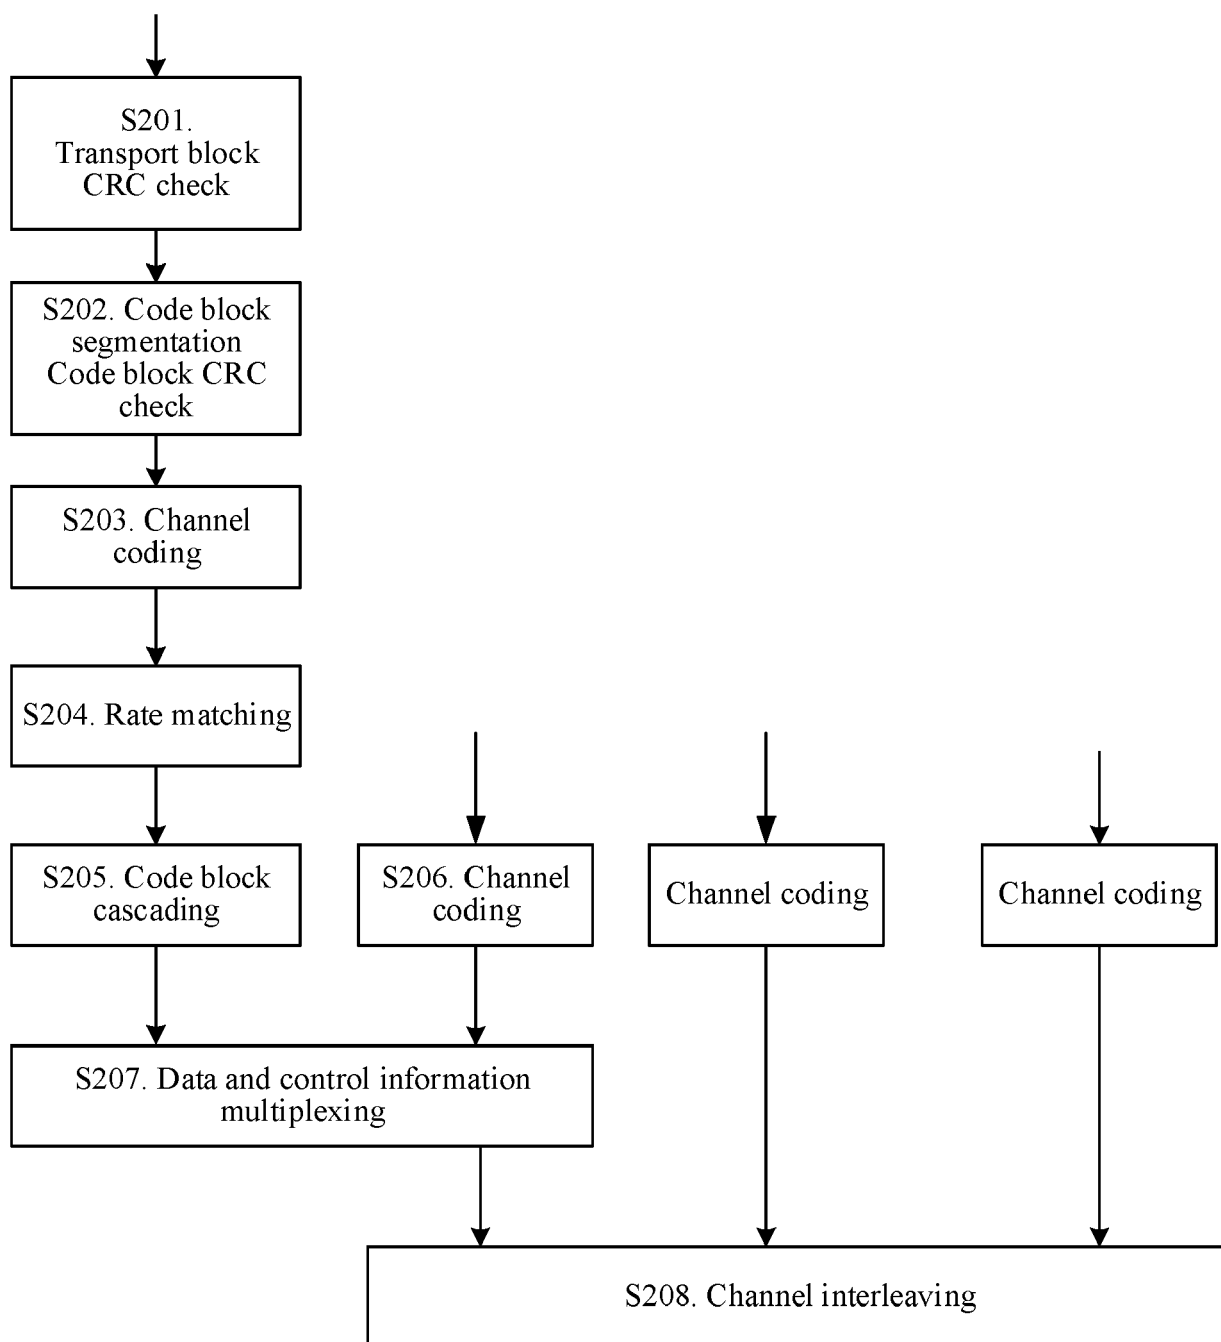 S201.
Transport block
CRC check
S202. Code block
segmentation
Code block CRC
check
S203. Channel
coding
S204. Rate matching
S205. Code block
cascading
S206. Channel
coding
Channel coding
Channel coding
S207. Data and control information
multiplexing
S208. Channel interleaving